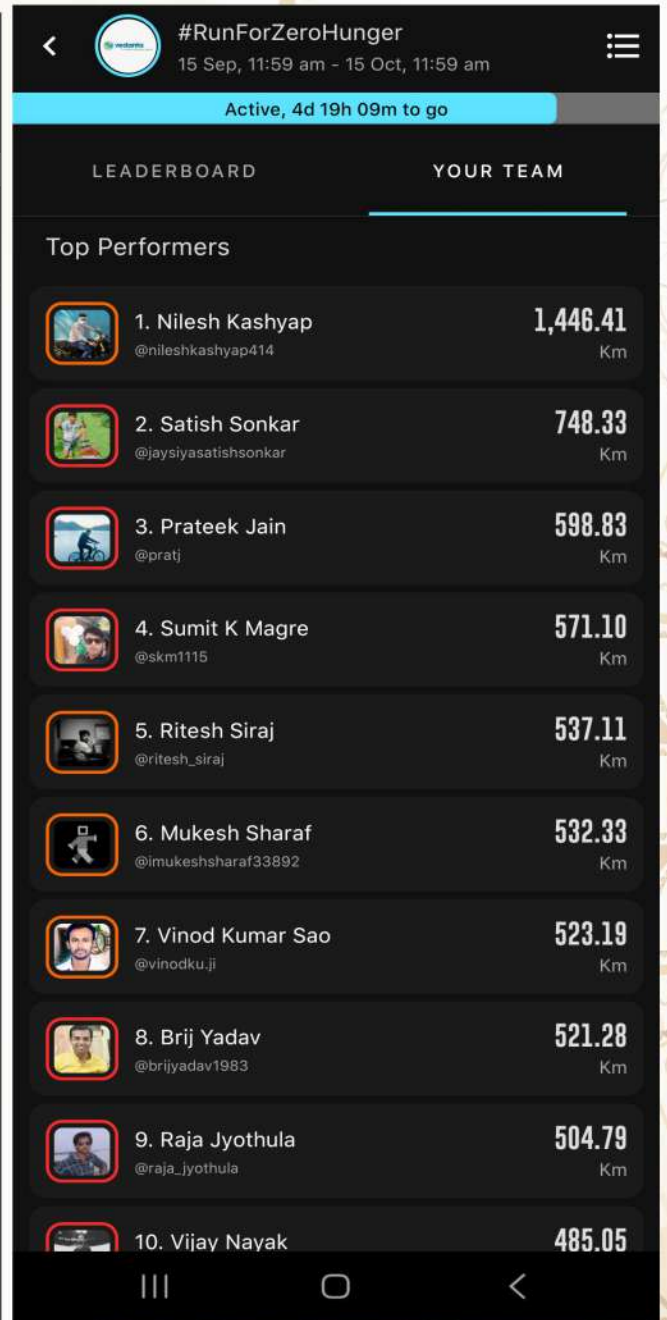 vedanta
#RunForZeroHunger
15 Sep, 11:59 am - 15 Oct, 11:59 am
Active, 4d 19h 09m to go
LEADERBOARD
YOUR TEAM
Top Performers
1. Nilesh Kashyap
1,446.41
@nileshkashyap414
Km
2. Satish Sonkar
748.33
@jaysiyasatishsonkar
Km
3. Prateek Jain
598.83
@pratj
Km
4. Sumit K Magre
571.10
@skm1115
Km
5. Ritesh Siraj
537.11
@ritesh_siraj
Km
6. Mukesh Sharaf
532.33
@imukeshsharaf33892
Km
7. Vinod Kumar Sao
523.19
@vinodku.ji
Km
8. Brij Yadav
521.28
@brijyadav1983
Km
9. Raja Jyothula
504.79
@raja_jyothula
Km
10. Vijay Nayak
485.05